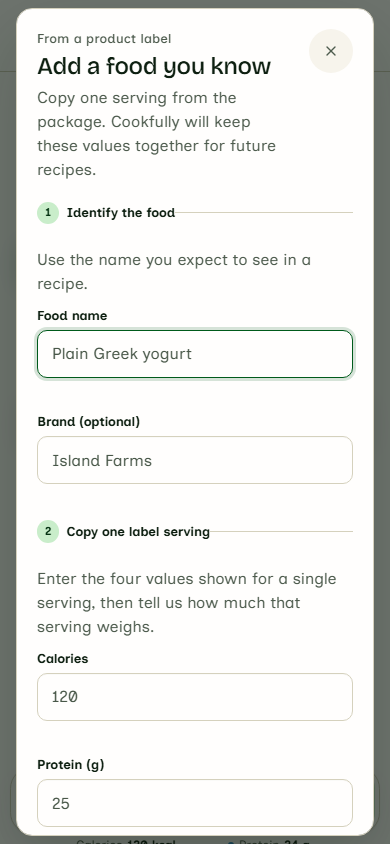 From a product label
Add a food you know
Copy one serving from the
package. Cookfully will keep
these values together for future
recipes.
1 Identify the food
Use the name you expect to see in a
recipe.
Food name
Plain Greek yogurt
Brand (optional)
Island Farms
2 Copy one label serving
Enter the four values shown for a single
serving, then tell us how much that
serving weighs.
Calories
120
Protein (g)
25